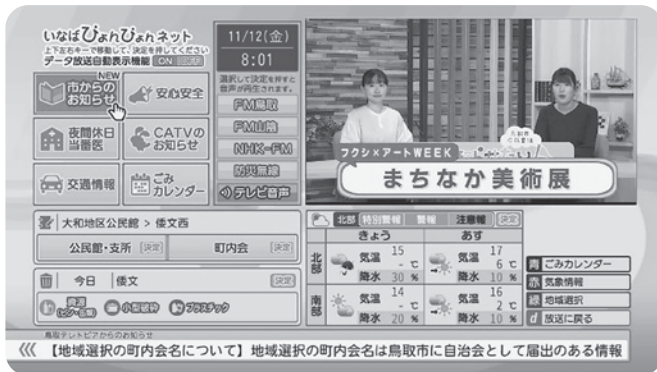 いなばぴょんぴょんネット
上下左右キーで移動して、決定を押してください
データ放送自動表示機能 ON OFF
11/12(金)
8:01
選択して決定を押すと
音声が再生されます。
NEW
市からの
お知らせ
安心安全
夜間休日
当番医
CATVの
お知らせ
交通情報
ごみ
カレンダー
FM鳥取
FM山陰
NHK-FM
防災無線
テレビ音声
フクシ×アートWEEK
まちなか美術展
大和地区公民館 > 倭文西
公民館・支所 [決定]
町内会 [決定]
今日 倭文 決定
資源
(ビン・缶類)
小型破砕
プラスチック
北部 特別警報 警報 注意報 決定
きょう あす
北部
気温 15 - ℃
降水 30 %
気温 17 6 ℃
降水 10 %
南部
気温 14 - ℃
降水 20 %
気温 16 2 ℃
降水 10 %
青 ごみカレンダー
赤 気象情報
緑 地域選択
d 放送に戻る
鳥取テレトピアからのお知らせ
【地域選択の町内会名について】地域選択の町内会名は鳥取市に自治会として届出のある情報